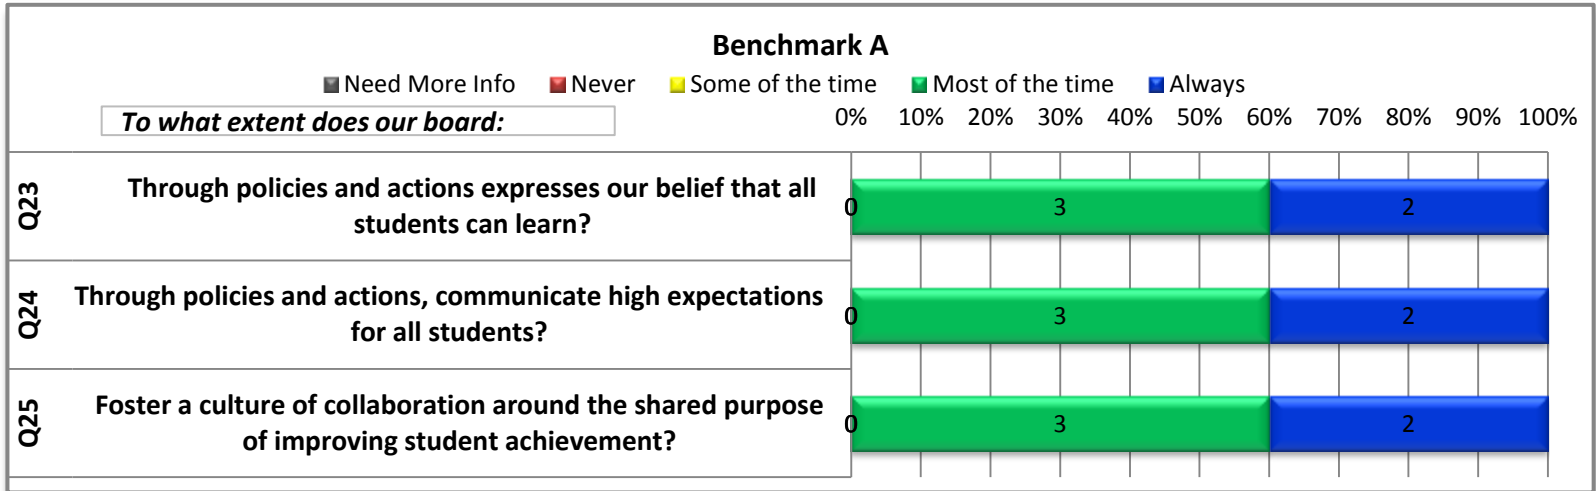 Benchmark A
Need More Info Never Some of the time Most of the time Always
To what extent does our board:
0% 10% 20% 30% 40% 50% 60% 70% 80% 90% 100%
Q23
Through policies and actions expresses our belief that all
students can learn?
0 3 2
Q24
Through policies and actions, communicate high expectations
for all students?
0 3 2
Q25
Foster a culture of collaboration around the shared purpose
of improving student achievement?
0 3 2